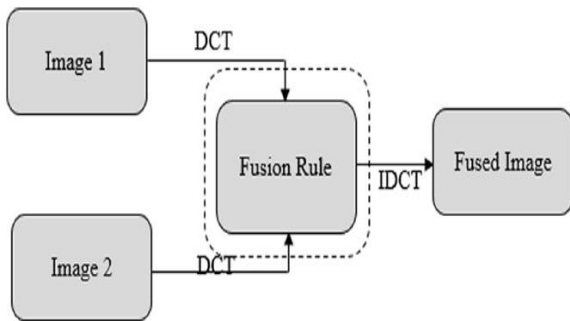 Image 1
DCT
Fusion Rule
IDCT
Fused Image
Image 2
DCT